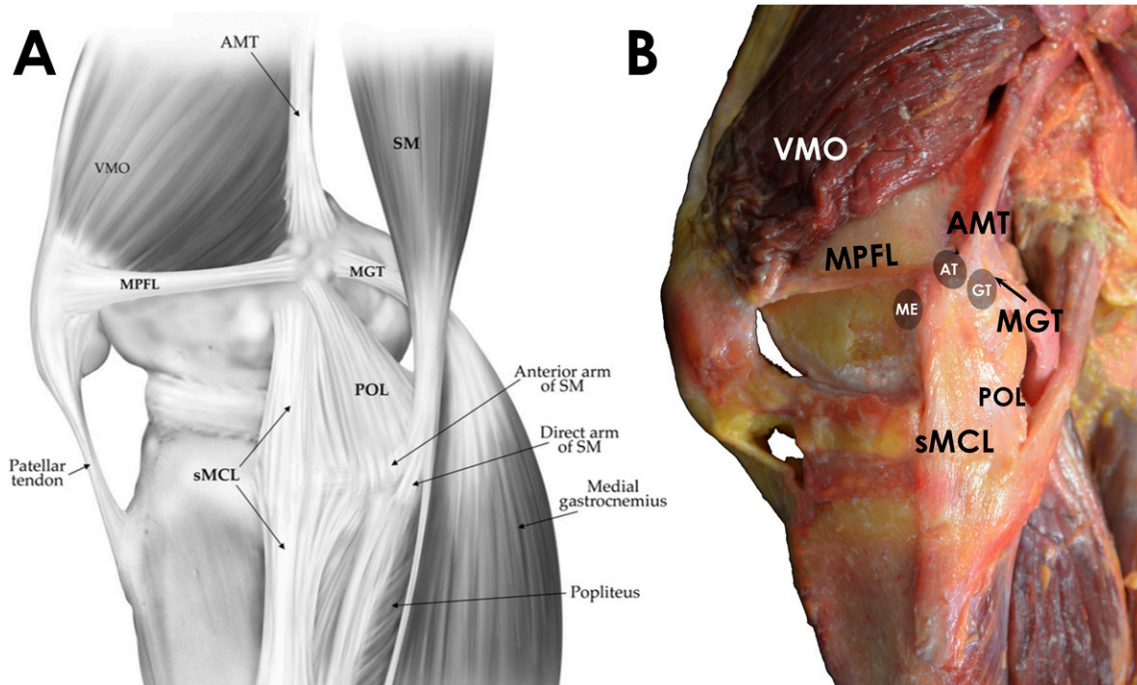 A
AMT
SM
VMO
MPFL
MGT
POL
Anterior arm
of SM
Direct arm
of SM
Patellar
tendon
sMCL
Medial
gastrocnemius
Popliteus
B
VMO
AMT
MPFL
AT
GT
ME
MGT
POL
sMCL